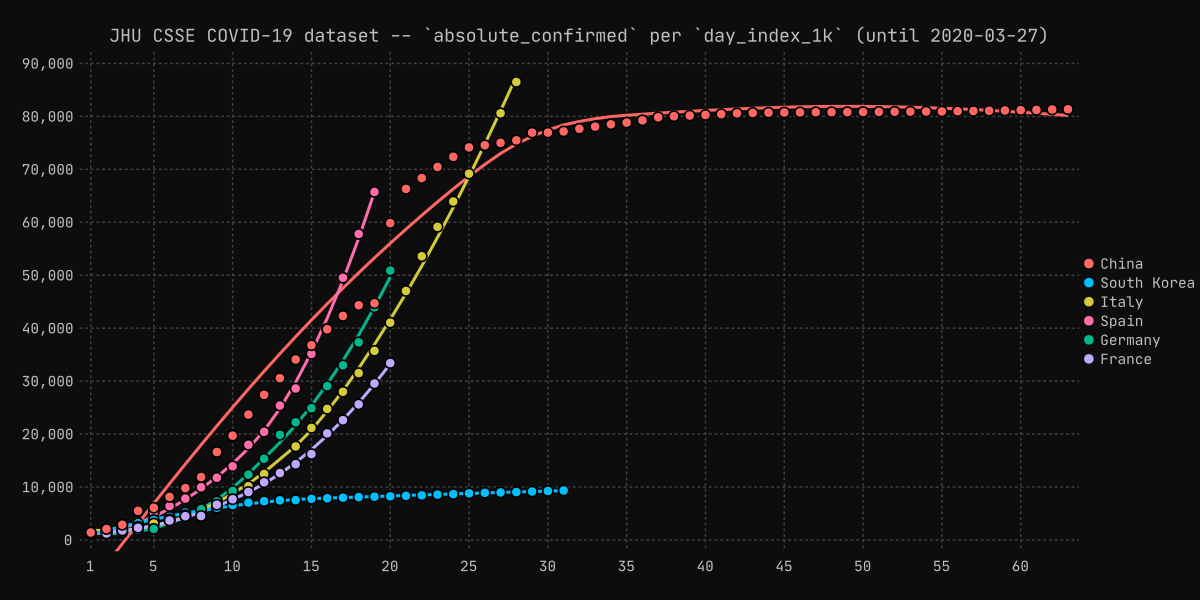 JHU CSSE COVID-19 dataset -- `absolute_confirmed` per `day_index_1k` (until 2020-03-27)
90,000
80,000
70,000
60,000
50,000
40,000
30,000
20,000
10,000
0
1 5 10 15 20 25 30 35 40 45 50 55 60
China
South Korea
Italy
Spain
Germany
France